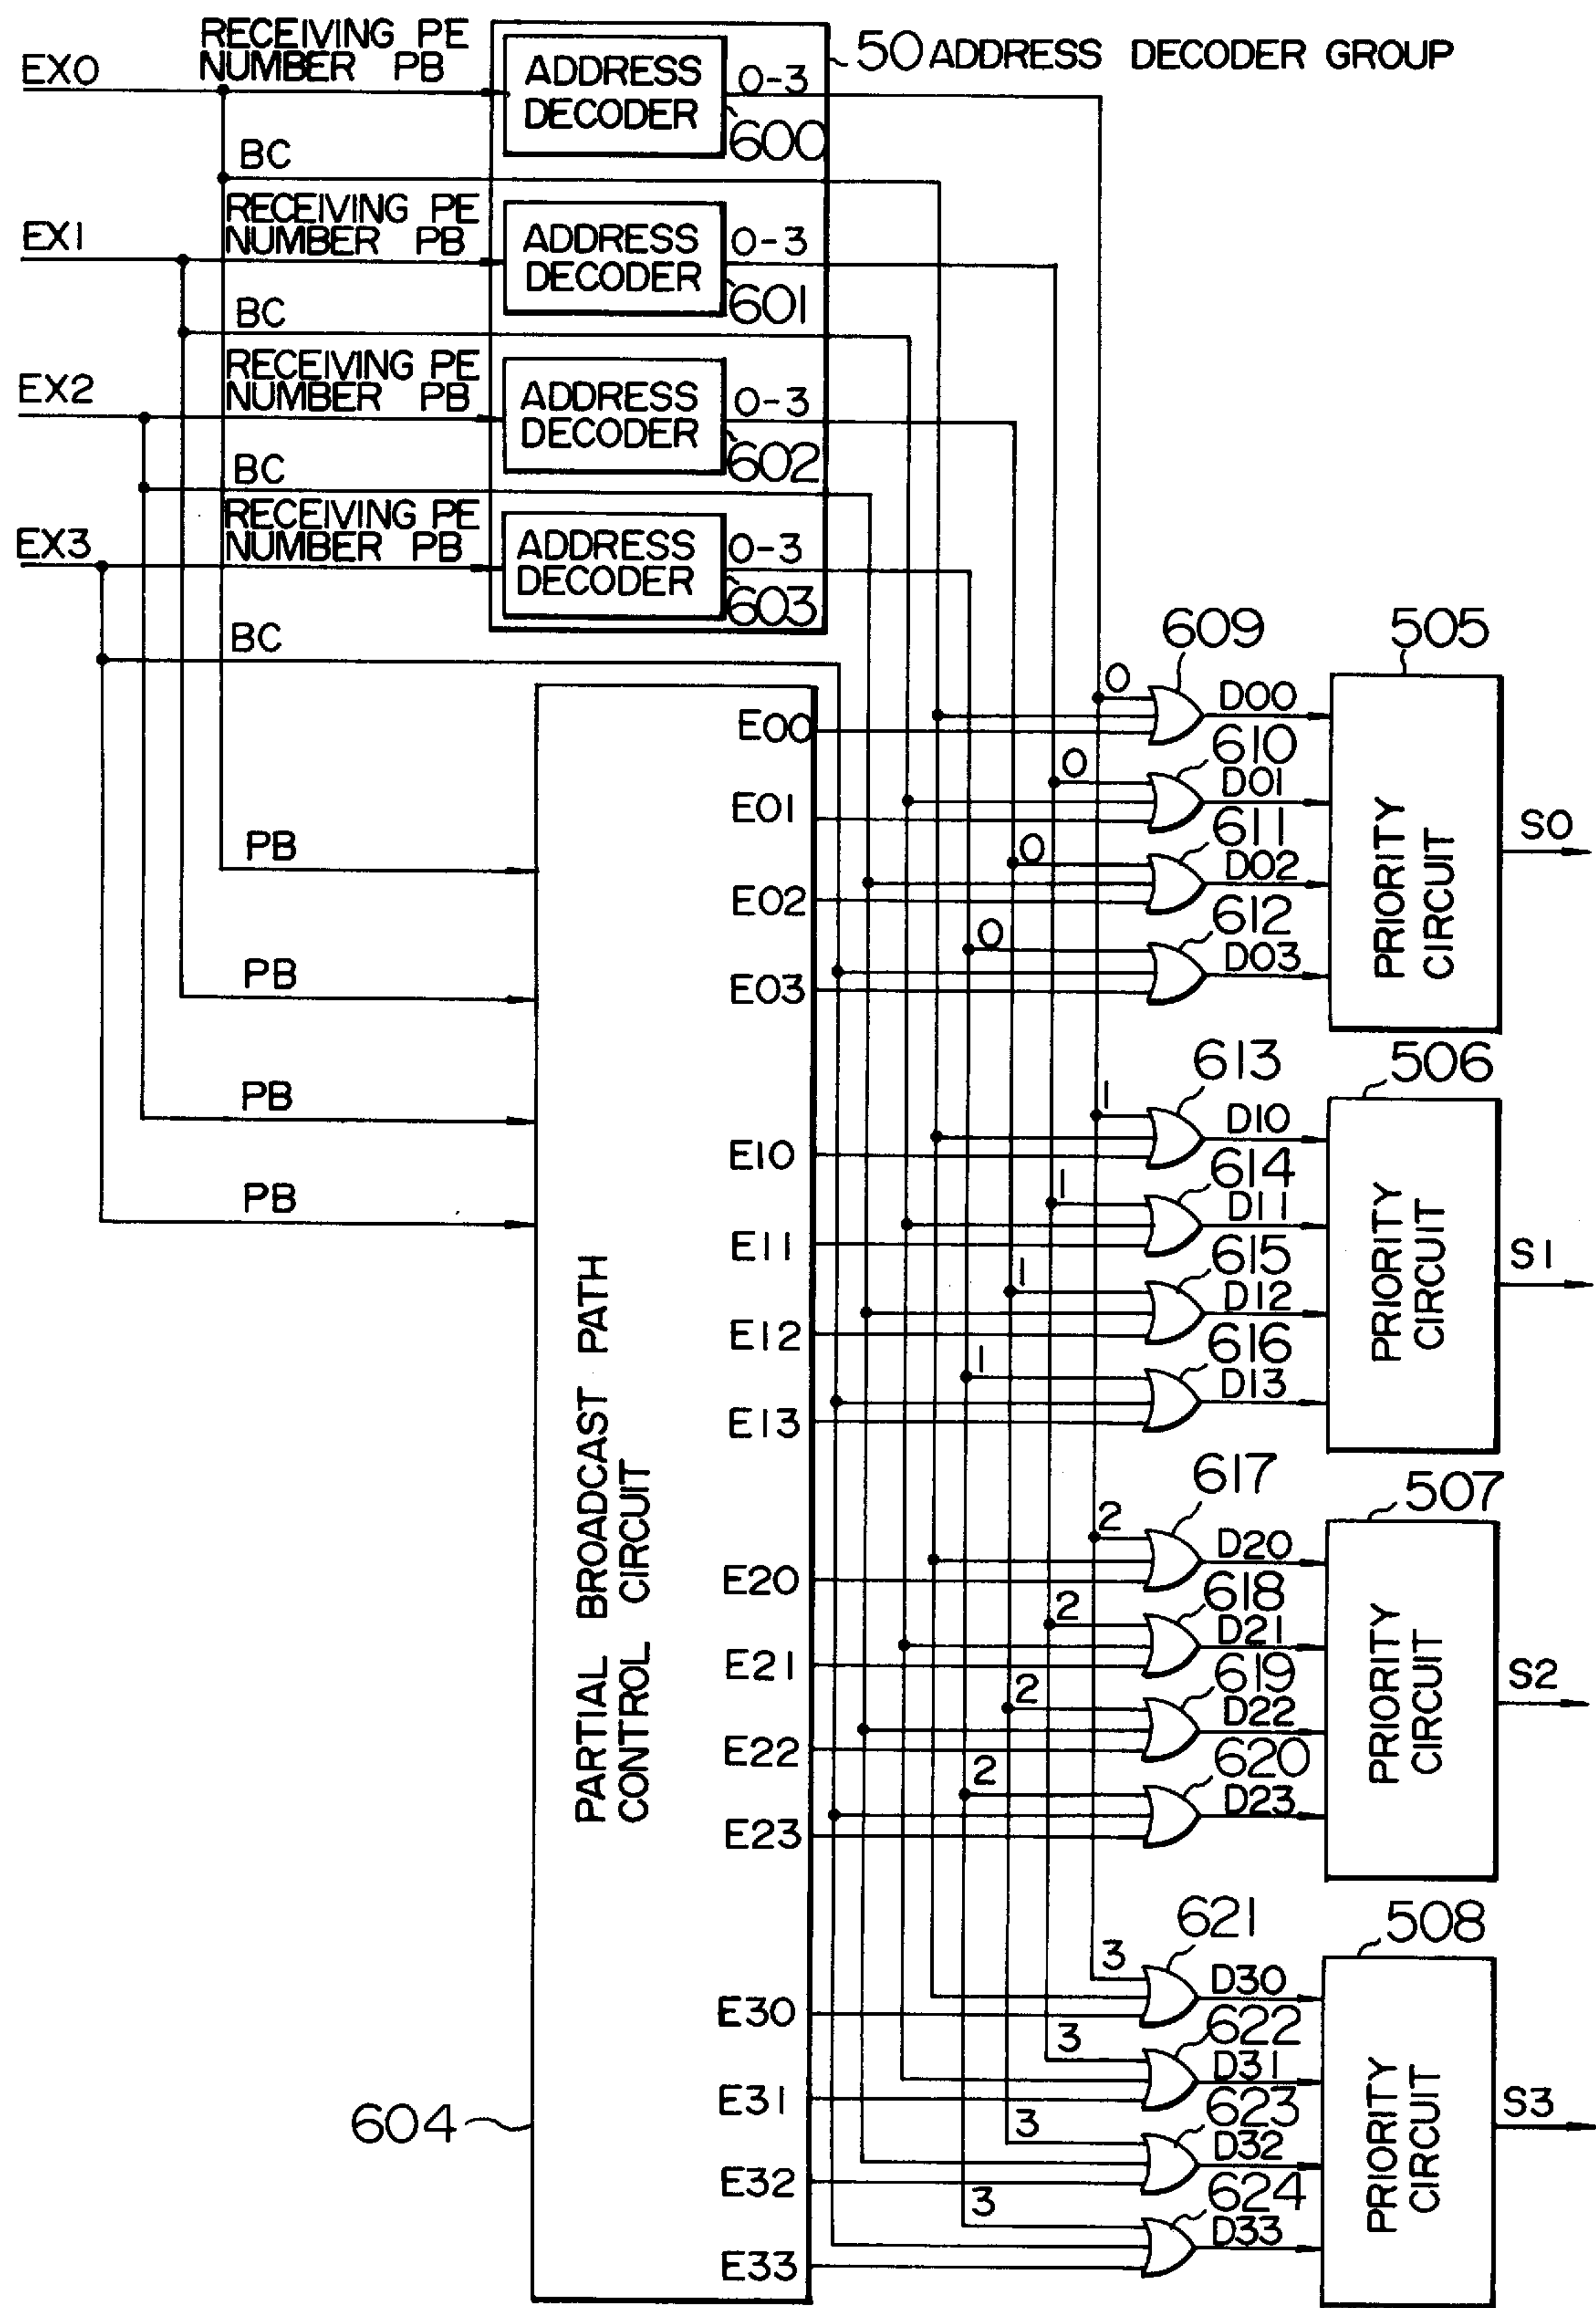 EX0
RECEIVING PE
NUMBER PB
ADDRESS
DECODER
0-3
600
50 ADDRESS DECODER GROUP
BC
EX1
RECEIVING PE
NUMBER PB
ADDRESS
DECODER
0-3
601
BC
EX2
RECEIVING PE
NUMBER PB
ADDRESS
DECODER
0-3
602
BC
EX3
RECEIVING PE
NUMBER PB
ADDRESS
DECODER
0-3
603
BC
PB
PB
PB
PB
PARTIAL BROADCAST PATH
CONTROL CIRCUIT
604
E00
E01
E02
E03
E10
E11
E12
E13
E20
E21
E22
E23
E30
E31
E32
E33
0
609
D00
0
610
D01
0
611
D02
0
612
D03
505
PRIORITY
CIRCUIT
S0
1
613
D10
1
614
D11
1
615
D12
1
616
D13
506
PRIORITY
CIRCUIT
S1
2
617
D20
2
618
D21
2
619
D22
2
620
D23
507
PRIORITY
CIRCUIT
S2
3
621
D30
3
622
D31
3
623
D32
3
624
D33
508
PRIORITY
CIRCUIT
S3